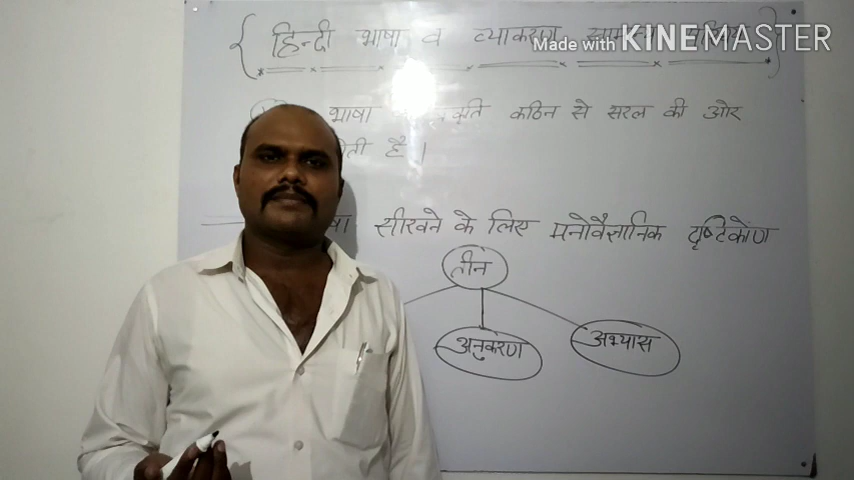 {हिन्दी भाषा व व्याकरण
Made with KINEMASTER
भाषा कठिन से सरल की ओर
है ।
सीखने के लिए मनोवैज्ञानिक दृष्टिकोण
तीन
अनुकरण
अभ्यास